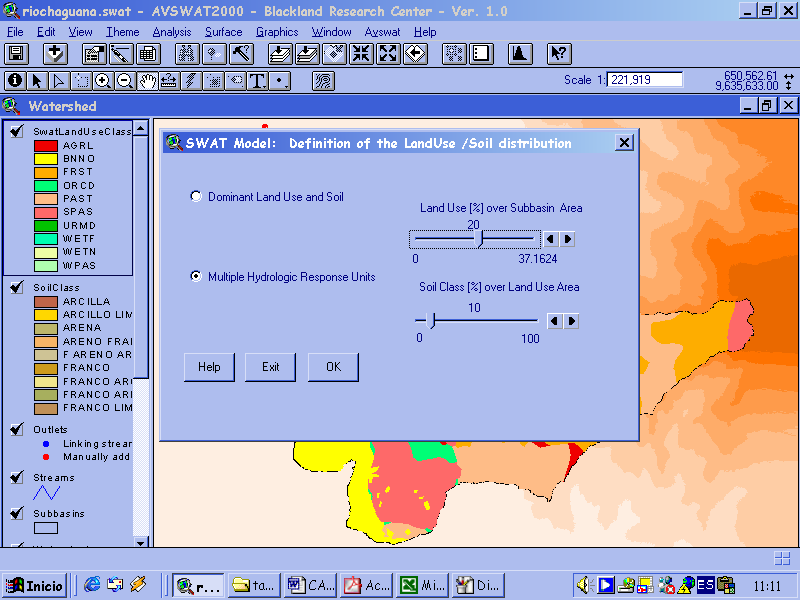 riochaguana.swat - AVSWAT2000 - Blackland Research Center - Ver. 1.0
File Edit View Theme Analysis Surface Graphics Window Avswat Help
Scale 1: 221,919
650,562.61
9,635,633.00
Watershed
SwatLandUseClass
AGRL
BNNO
FRST
ORCD
PAST
SPAS
URMD
WETF
WETN
WPAS
SoilClass
ARCILLA
ARCILLO LIM
ARENA
ARENO FRAI
F ARENO AR
FRANCO
FRANCO ARC
FRANCO ARI
FRANCO LIM
Outlets
Linking strear
Manually add
Streams
Subbasins
SWAT Model: Definition of the LandUse /Soil distribution
Dominant Land Use and Soil
Multiple Hydrologic Response Units
Land Use [%] over Subbasin Area
20
0 37.1624
Soil Class [%] over Land Use Area
10
0 100
Help Exit OK
Inicio r... ta... CA... Ac... Mi... Di... ES 11:11